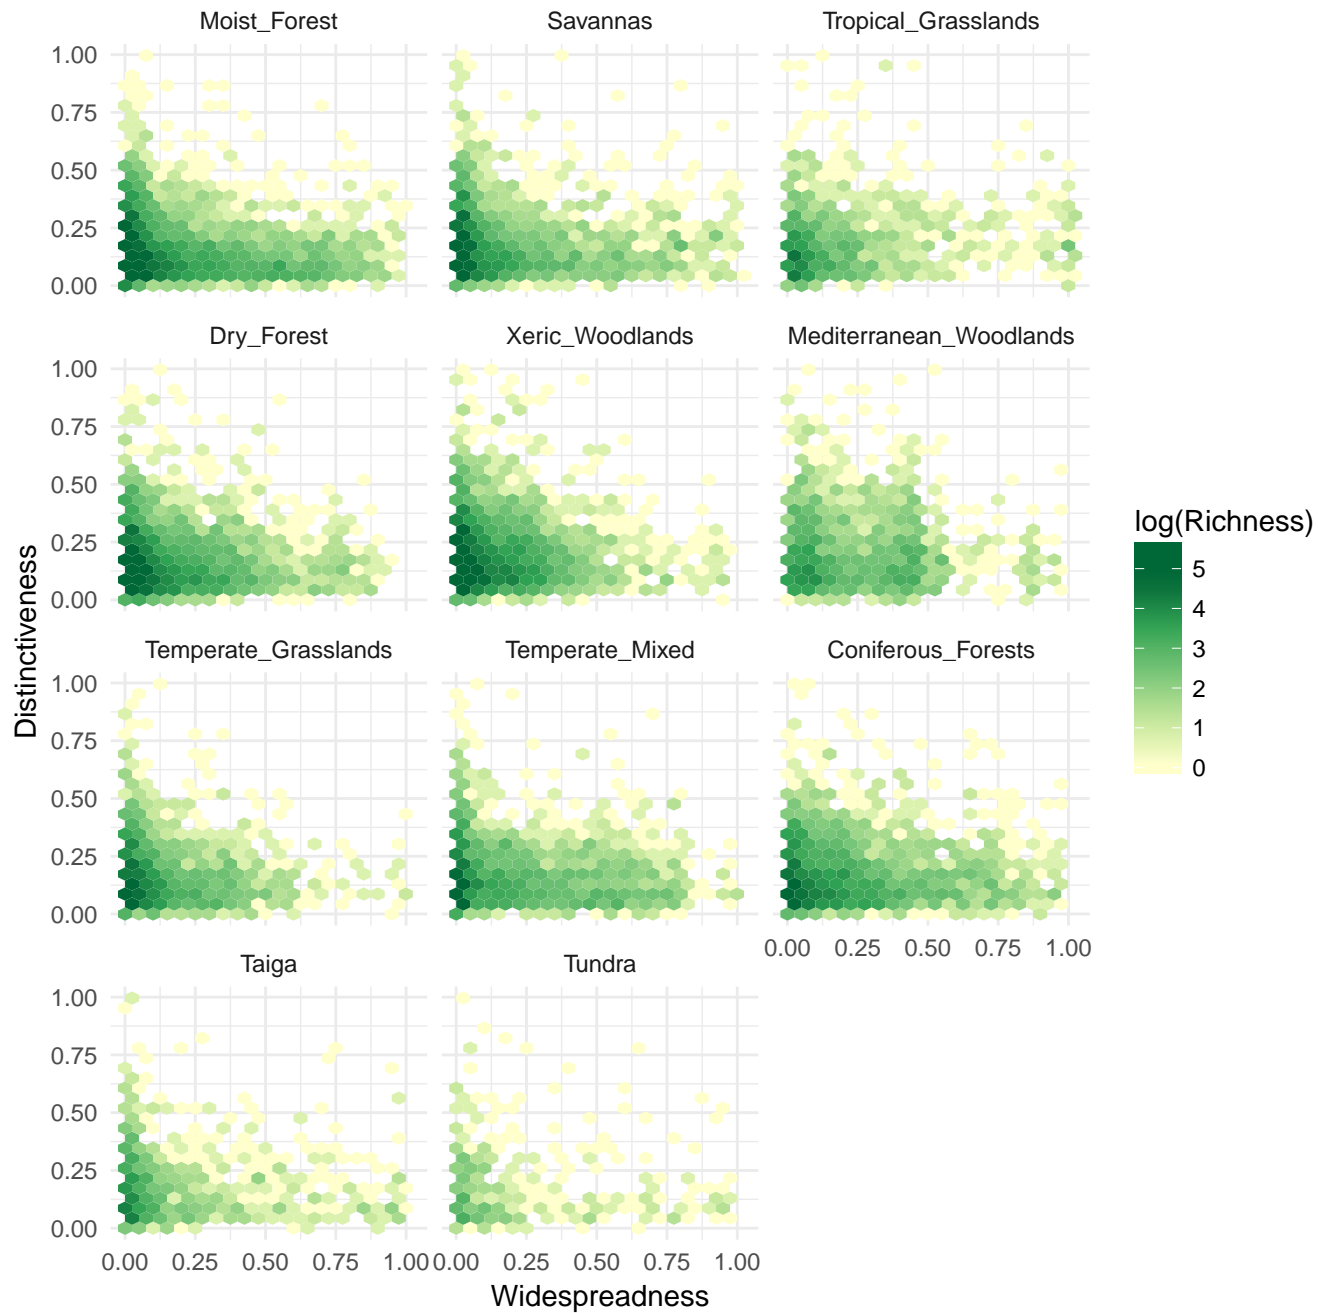 Moist_Forest Savannas Tropical_Grasslands
1.00
0.75
0.50
0.25
0.00
Dry_Forest Xeric_Woodlands Mediterranean_Woodlands
1.00
0.75
0.50
0.25
0.00
Temperate_Grasslands Temperate_Mixed Coniferous_Forests
1.00
0.75
0.50
0.25
0.00
0.00 0.25 0.50 0.75 1.00
Taiga Tundra
1.00
0.75
0.50
0.25
0.00
0.00 0.25 0.50 0.75 1.00 0.00 0.25 0.50 0.75 1.00
Widespreadness
Distinctiveness
log(Richness)
5
4
3
2
1
0